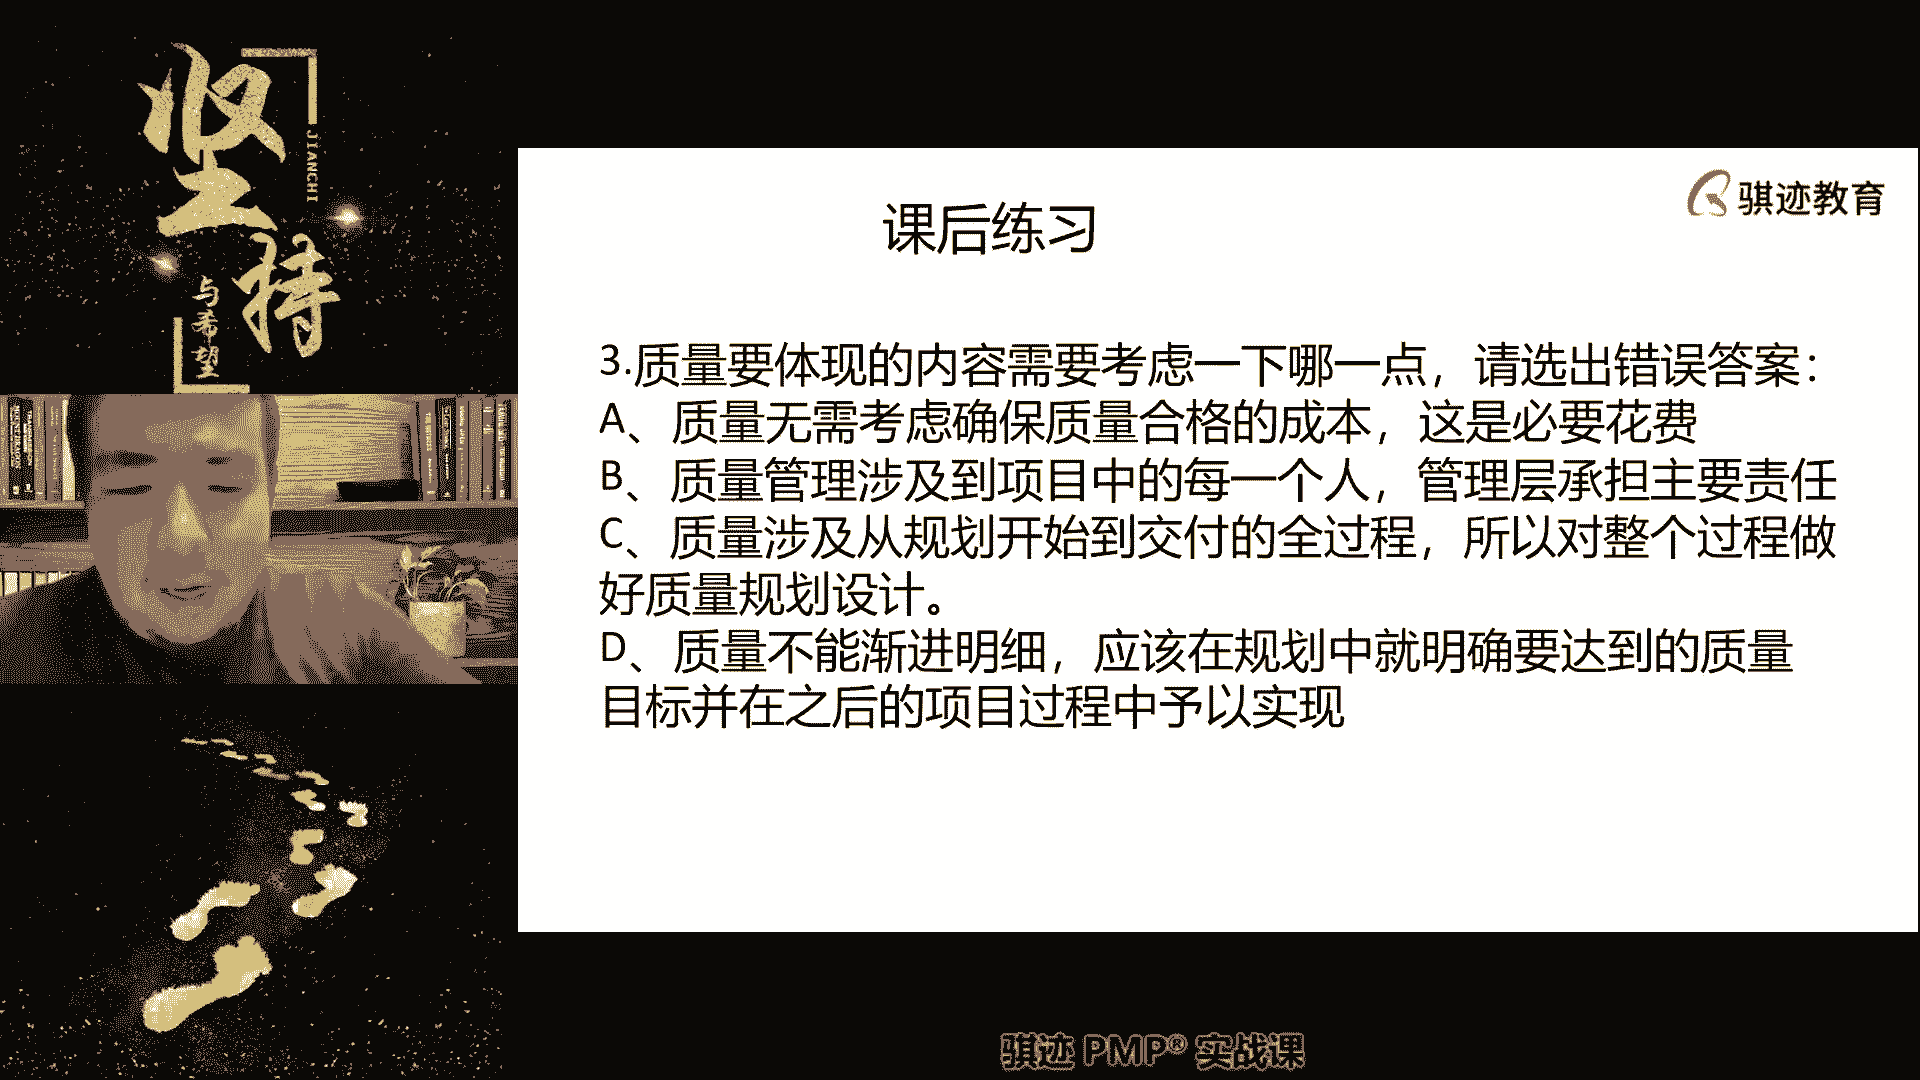 坚持
JIANCHI
与希望
骐迹教育
课后练习
3.质量要体现的内容需要考虑一下哪一点，请选出错误答案：
A、质量无需考虑确保质量合格的成本，这是必要花费
B、质量管理涉及到项目中的每一个人，管理层承担主要责任
C、质量涉及从规划开始到交付的全过程，所以对整个过程做
好质量规划设计。
D、质量不能渐进明细，应该在规划中就明确要达到的质量
目标并在之后的项目过程中予以实现
骐迹 PMP® 实战课